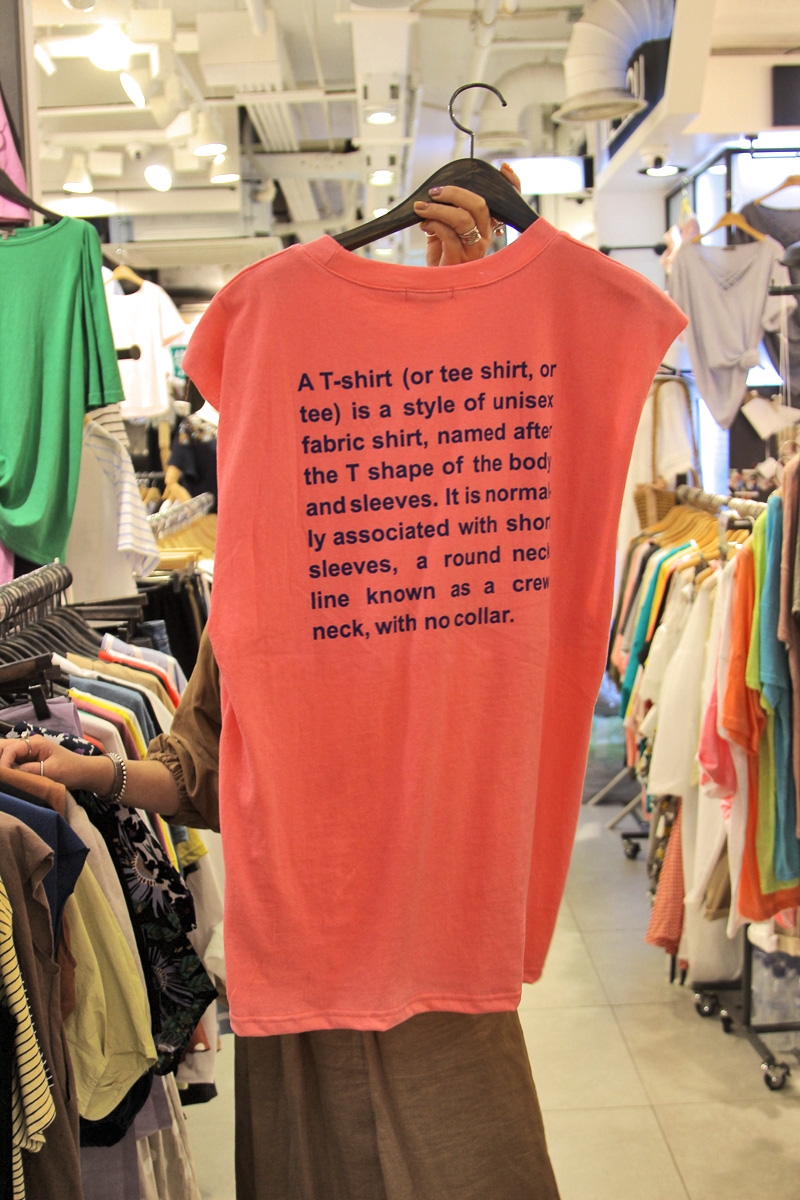 A T-shirt (or tee shirt, or
tee) is a style of unisex
fabric shirt, named after
the T shape of the body
and sleeves. It is normal-
ly associated with short
sleeves, a round neck
line known as a crew
neck, with no collar.